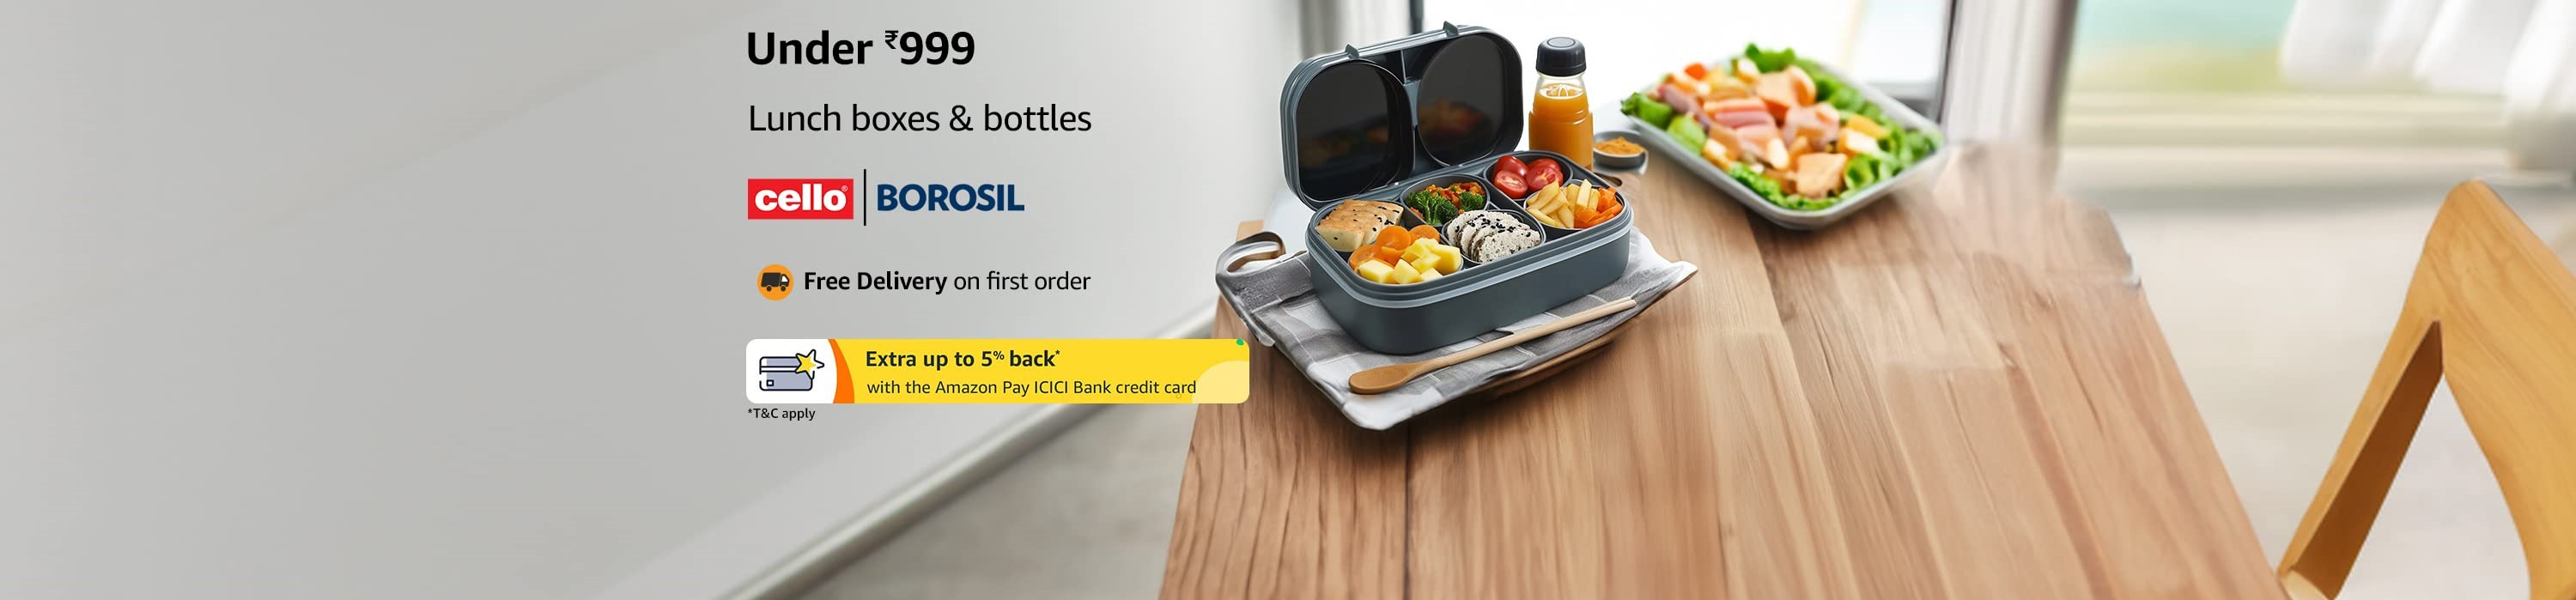 Under ₹999
Lunch boxes & bottles
cello® BOROSIL
Free Delivery on first order
Extra up to 5% back*
with the Amazon Pay ICICI Bank credit card
*T&C apply